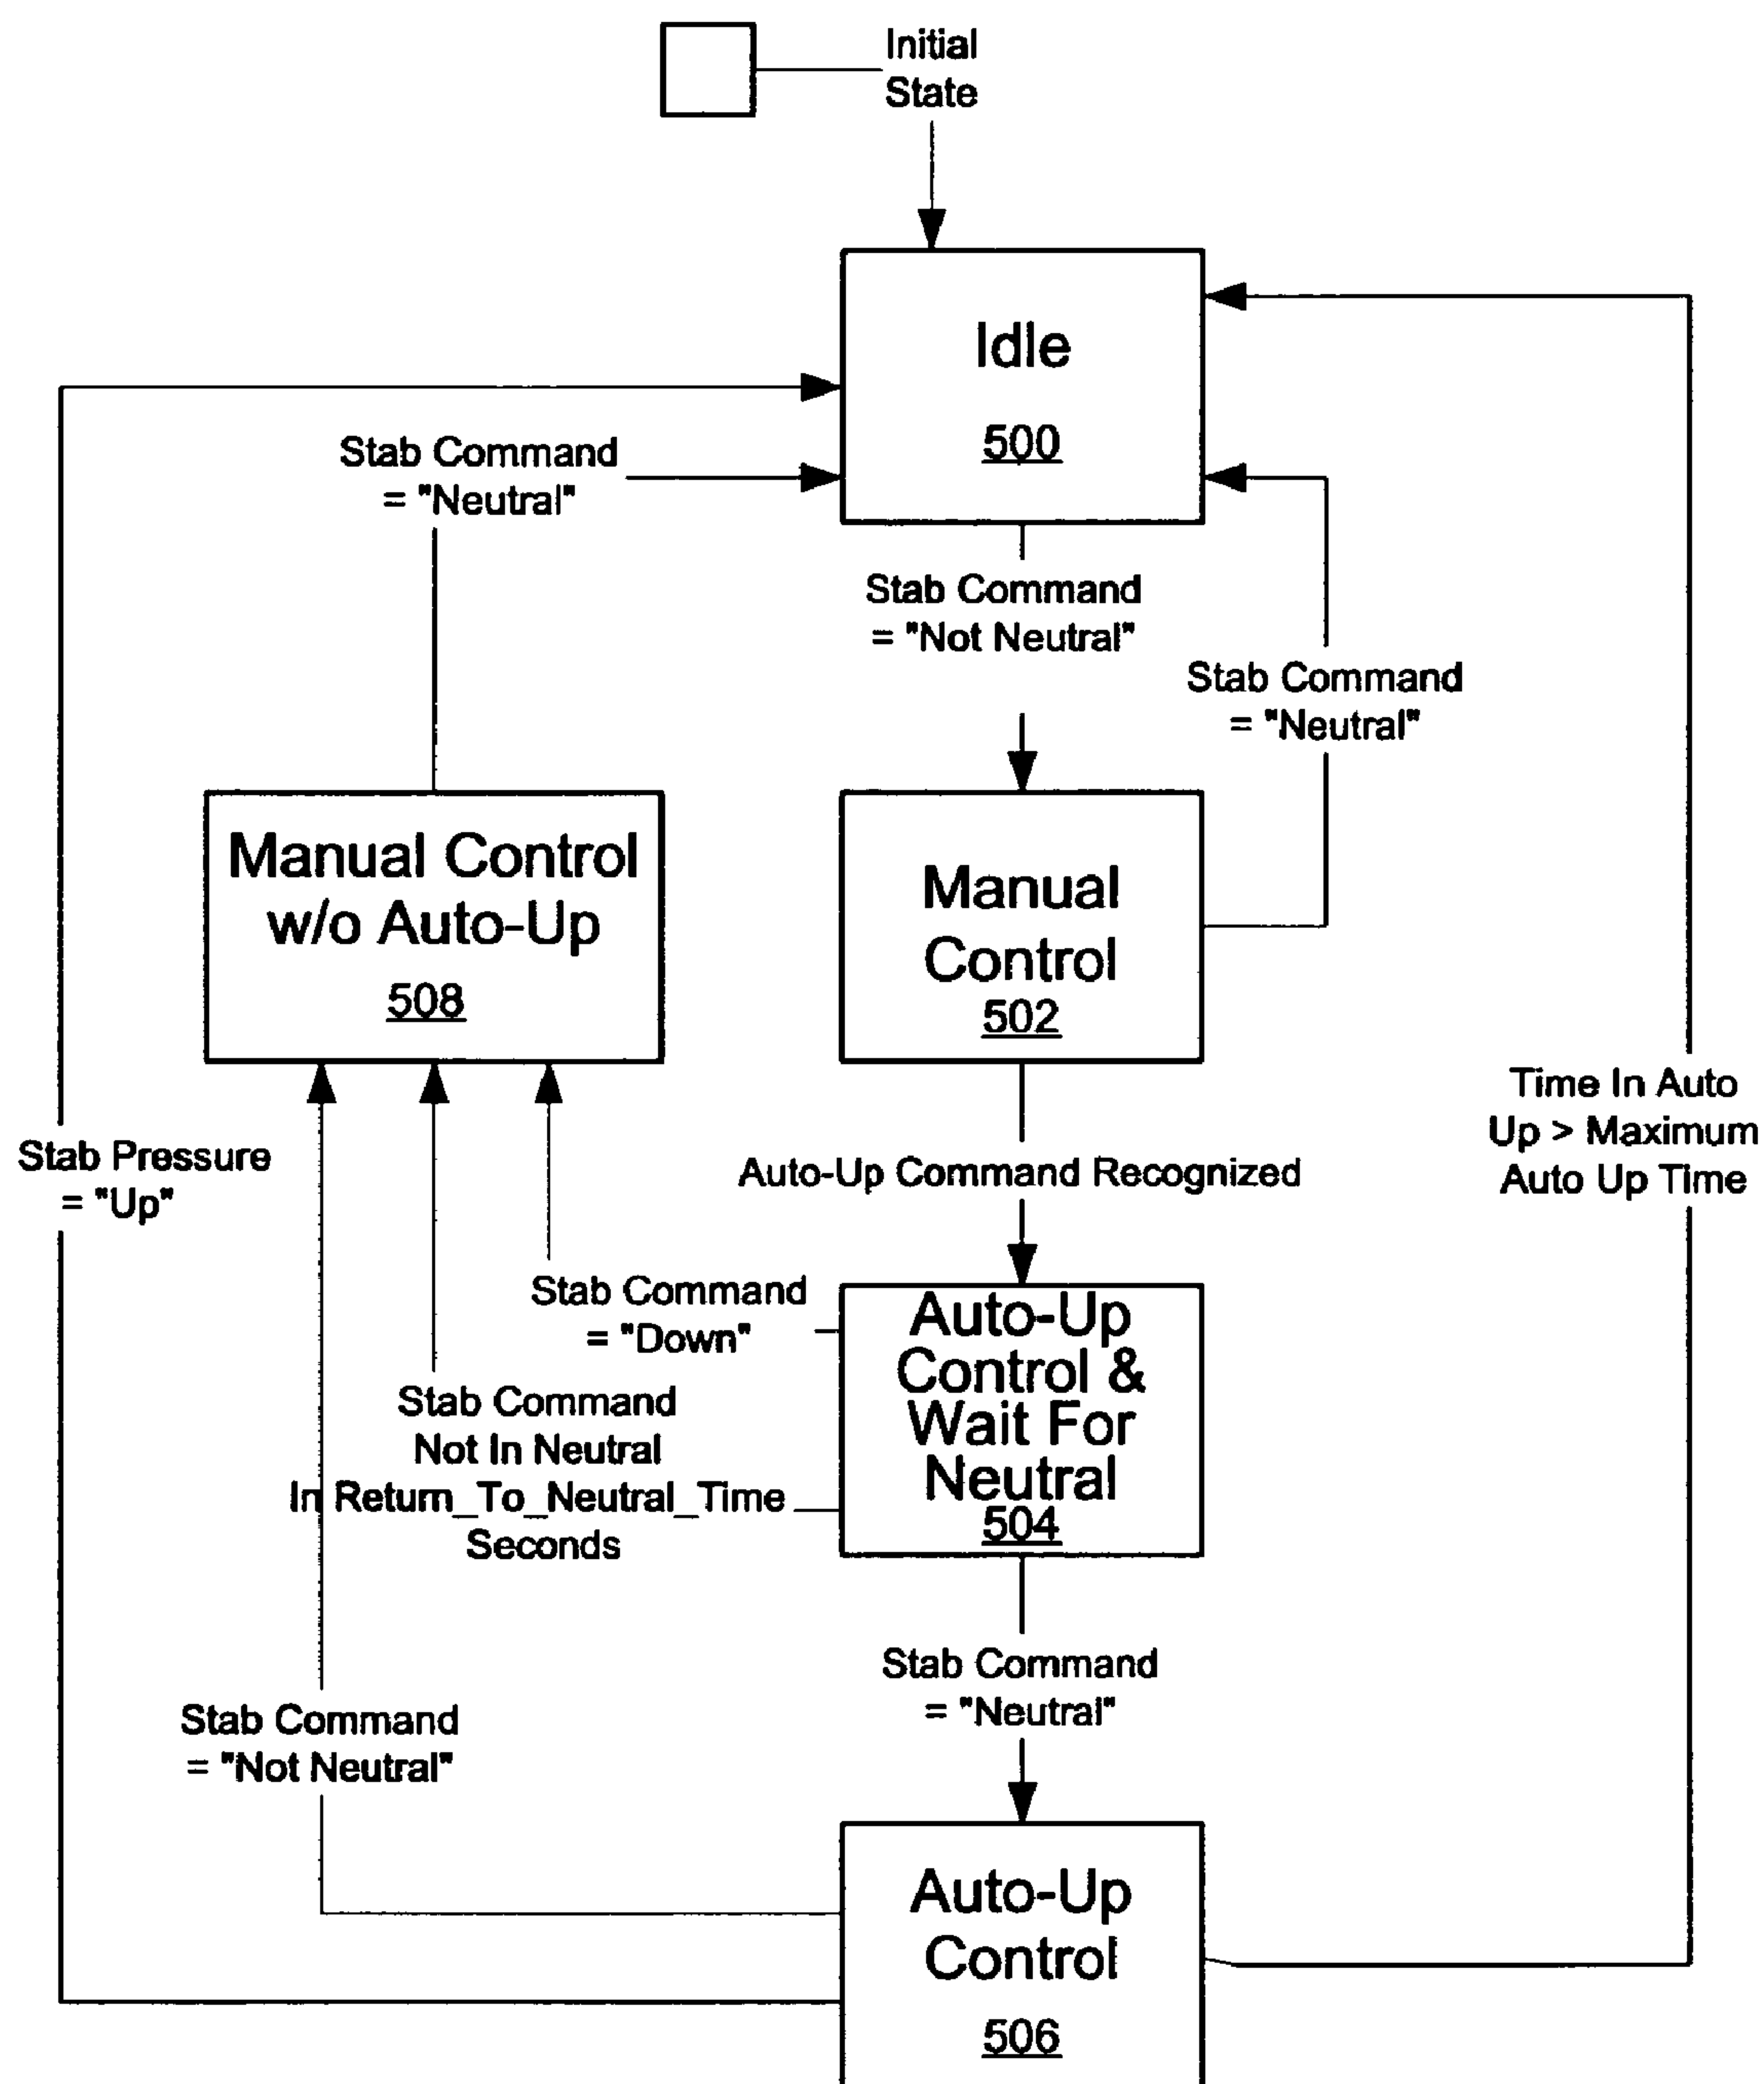 Initial
State
Idle
500
Stab Command
= "Neutral"
Stab Command
= "Not Neutral"
Stab Command
= "Neutral"
Manual Control
w/o Auto-Up
508
Manual
Control
502
Time In Auto
Up > Maximum
Auto Up Time
Stab Pressure
= "Up"
Auto-Up Command Recognized
Stab Command
= "Down"
Auto-Up
Control &
Wait For
Neutral
504
Stab Command
Not In Neutral
In Return_To_Neutral_Time
Seconds
Stab Command
= "Neutral"
Stab Command
= "Not Neutral"
Auto-Up
Control
506